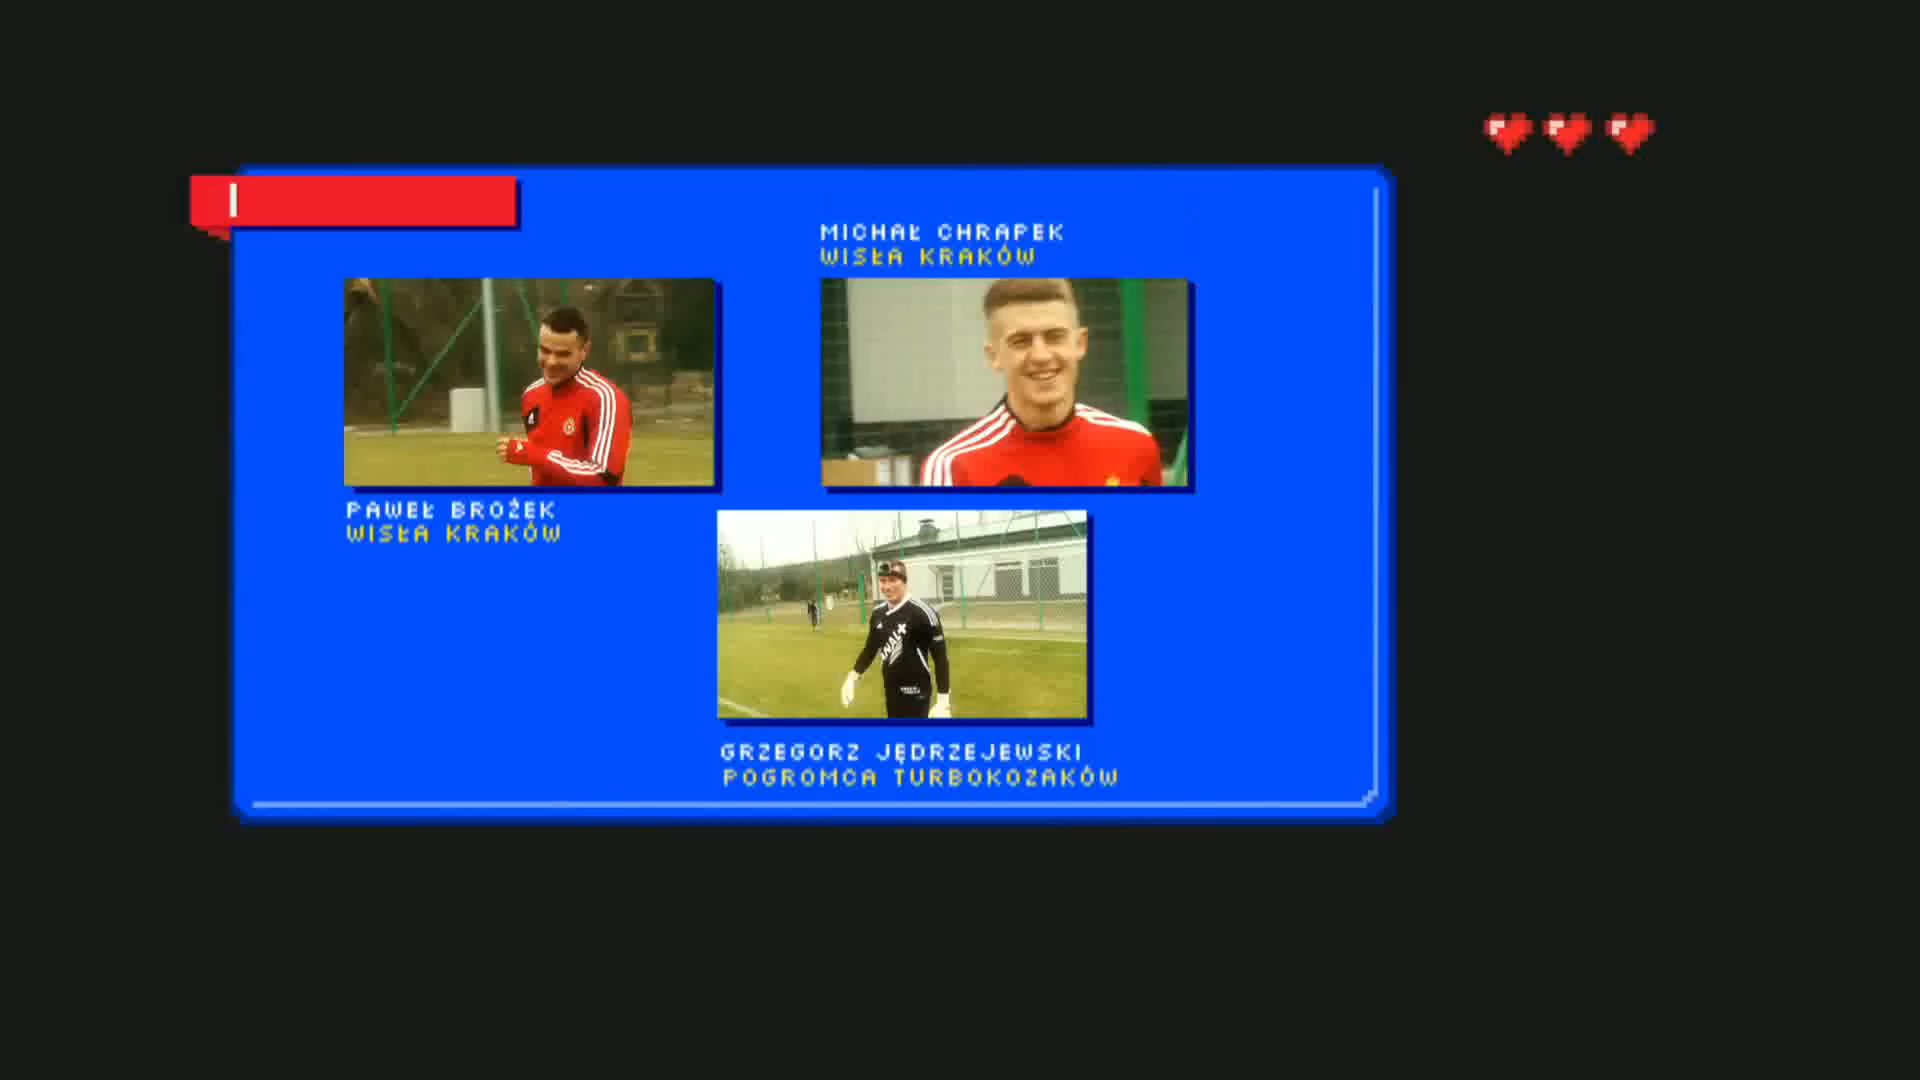 MICHAŁ CHRAPEK
WISŁA KRAKÓW
PAWEŁ BROŻEK
WISŁA KRAKÓW
GRZEGORZ JĘDRZEJEWSKI
POGROMCA TURBOKOZAKÓW